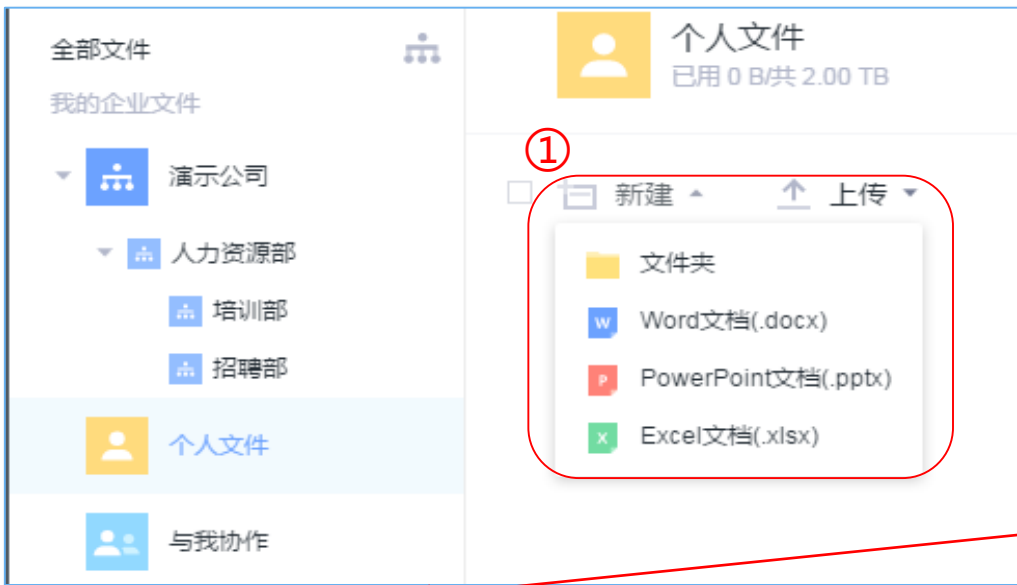 全部文件
我的企业文件
演示公司
人力资源部
培训部
招聘部
个人文件
与我协作
个人文件
已用 0 B/共 2.00 TB
①
新建 上传
文件夹
W Word文档(.docx)
P PowerPoint文档(.pptx)
X Excel文档(.xlsx)